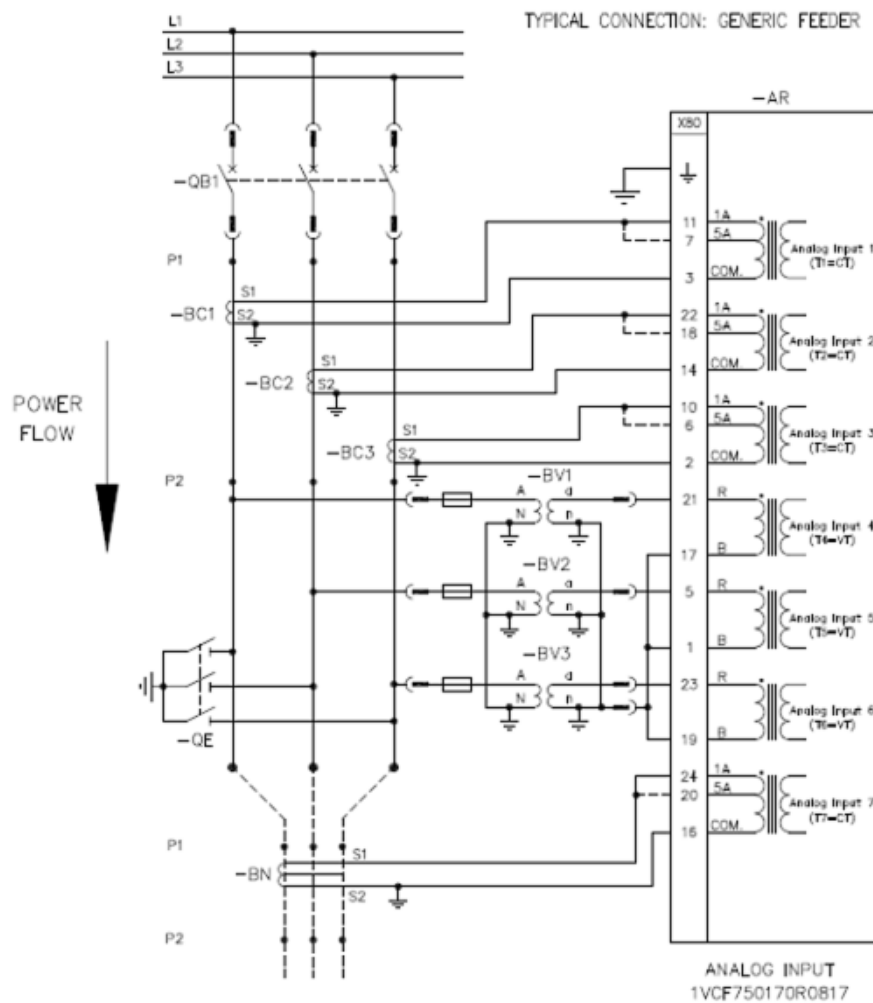 TYPICAL CONNECTION: GENERIC FEEDER
L1
L2
L3
-AR
X80
-QB1
11 1A
7 5A
Analog Input 1
(T1=CT)
3 COM.
P1
S1
-BC1
S2
22 1A
18 5A
Analog Input 2
(T2=CT)
14 COM.
S1
-BC2
S2
POWER
FLOW
10 1A
6 5A
Analog Input 3
(T3=CT)
2 COM.
S1
-BC3
S2
P2
-BV1
A a
N n
21 R
Analog Input 4
(T4=VT)
17 B
-BV2
A a
N n
5 R
Analog Input 5
(T5=VT)
1 B
-BV3
A a
N n
23 R
Analog Input 6
(T6=VT)
19 B
-QE
24 1A
20 5A
Analog Input 7
(T7=CT)
16 COM.
P1
S1
-BN
S2
P2
ANALOG INPUT
1VCF750170R0817